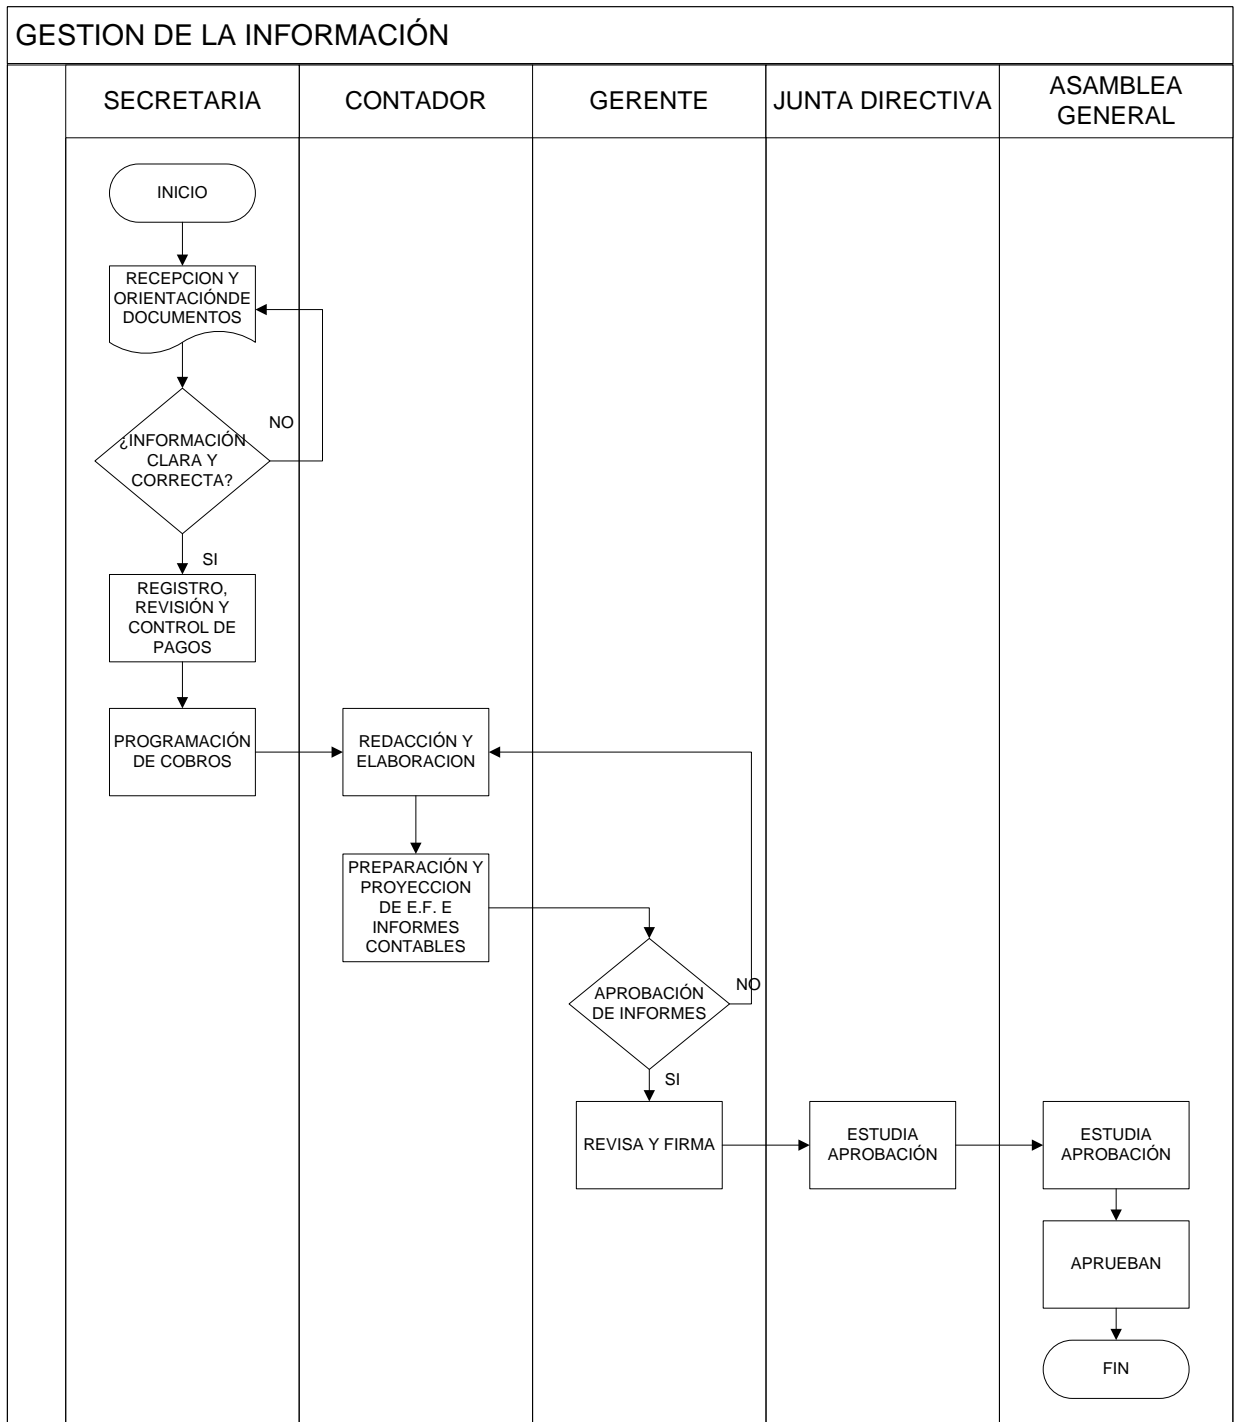 GESTION DE LA INFORMACIÓN
SECRETARIA
CONTADOR
GERENTE
JUNTA DIRECTIVA
ASAMBLEA
GENERAL
INICIO
RECEPCION Y
ORIENTACIÓNDE
DOCUMENTOS
NO
¿INFORMACIÓN
CLARA Y
CORRECTA?
SI
REGISTRO,
REVISIÓN Y
CONTROL DE
PAGOS
PROGRAMACIÓN
DE COBROS
REDACCIÓN Y
ELABORACION
PREPARACIÓN Y
PROYECCION
DE E.F. E
INFORMES
CONTABLES
APROBACIÓN
DE INFORMES
NO
SI
REVISA Y FIRMA
ESTUDIA
APROBACIÓN
ESTUDIA
APROBACIÓN
APRUEBAN
FIN